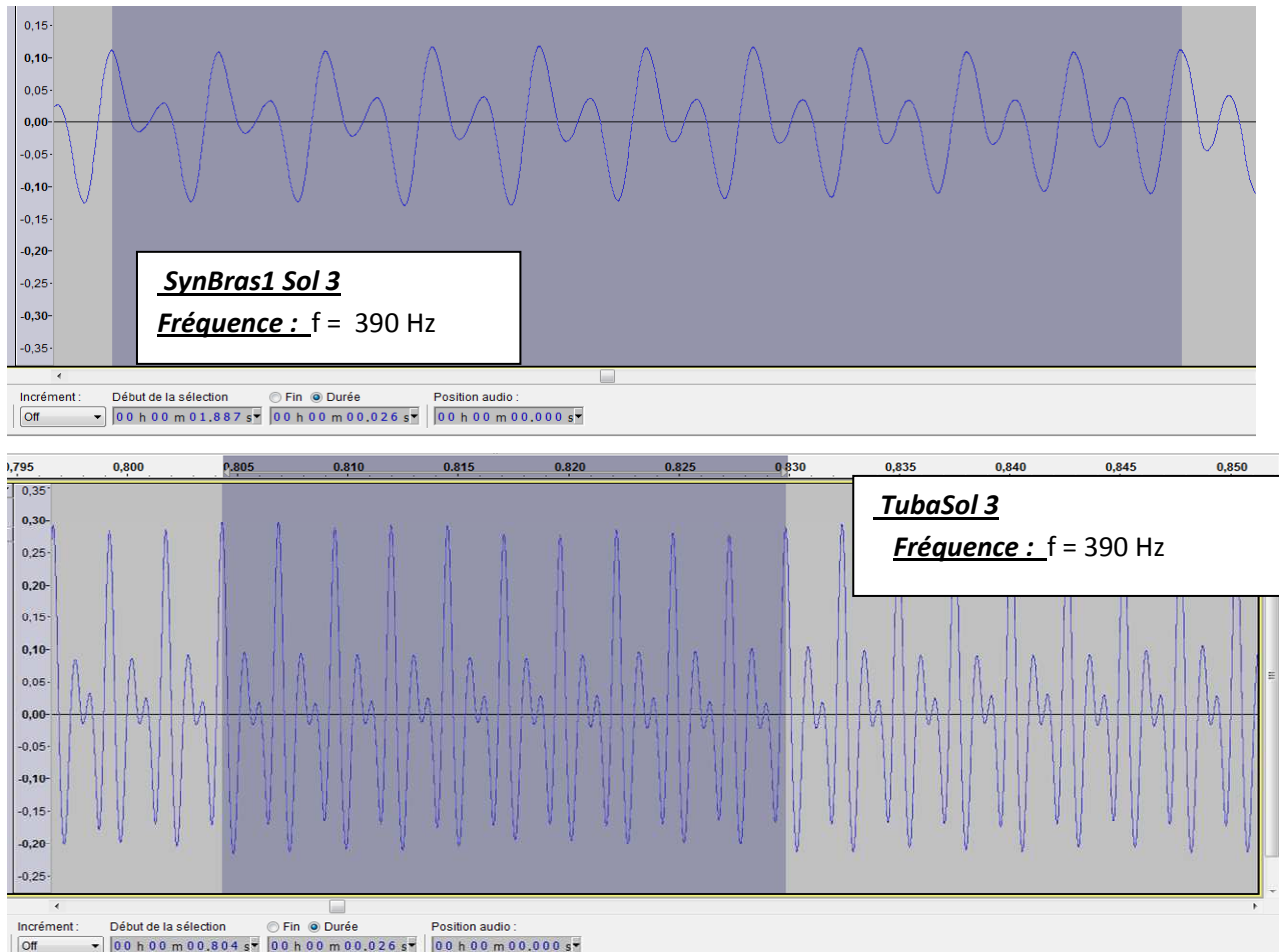 0,15
0,10
0,05
0,00
-0,05
-0,10
-0,15
-0,20
-0,25
-0,30
-0,35
SynBras1 Sol 3
Fréquence : f = 390 Hz
Incrément : Début de la sélection Fin Durée Position audio :
Off 00 h 00 m 01.887 s 00 h 00 m 00.026 s 00 h 00 m 00.000 s
0,795 0,800 0,805 0,810 0,815 0,820 0,825 0,830 0,835 0,840 0,845 0,850
0,35
0,30
0,25
0,20
0,15
0,10
0,05
0,00
-0,05
-0,10
-0,15
-0,20
-0,25
TubaSol 3
Fréquence : f = 390 Hz
Incrément : Début de la sélection Fin Durée Position audio :
Off 00 h 00 m 00.804 s 00 h 00 m 00.026 s 00 h 00 m 00.000 s